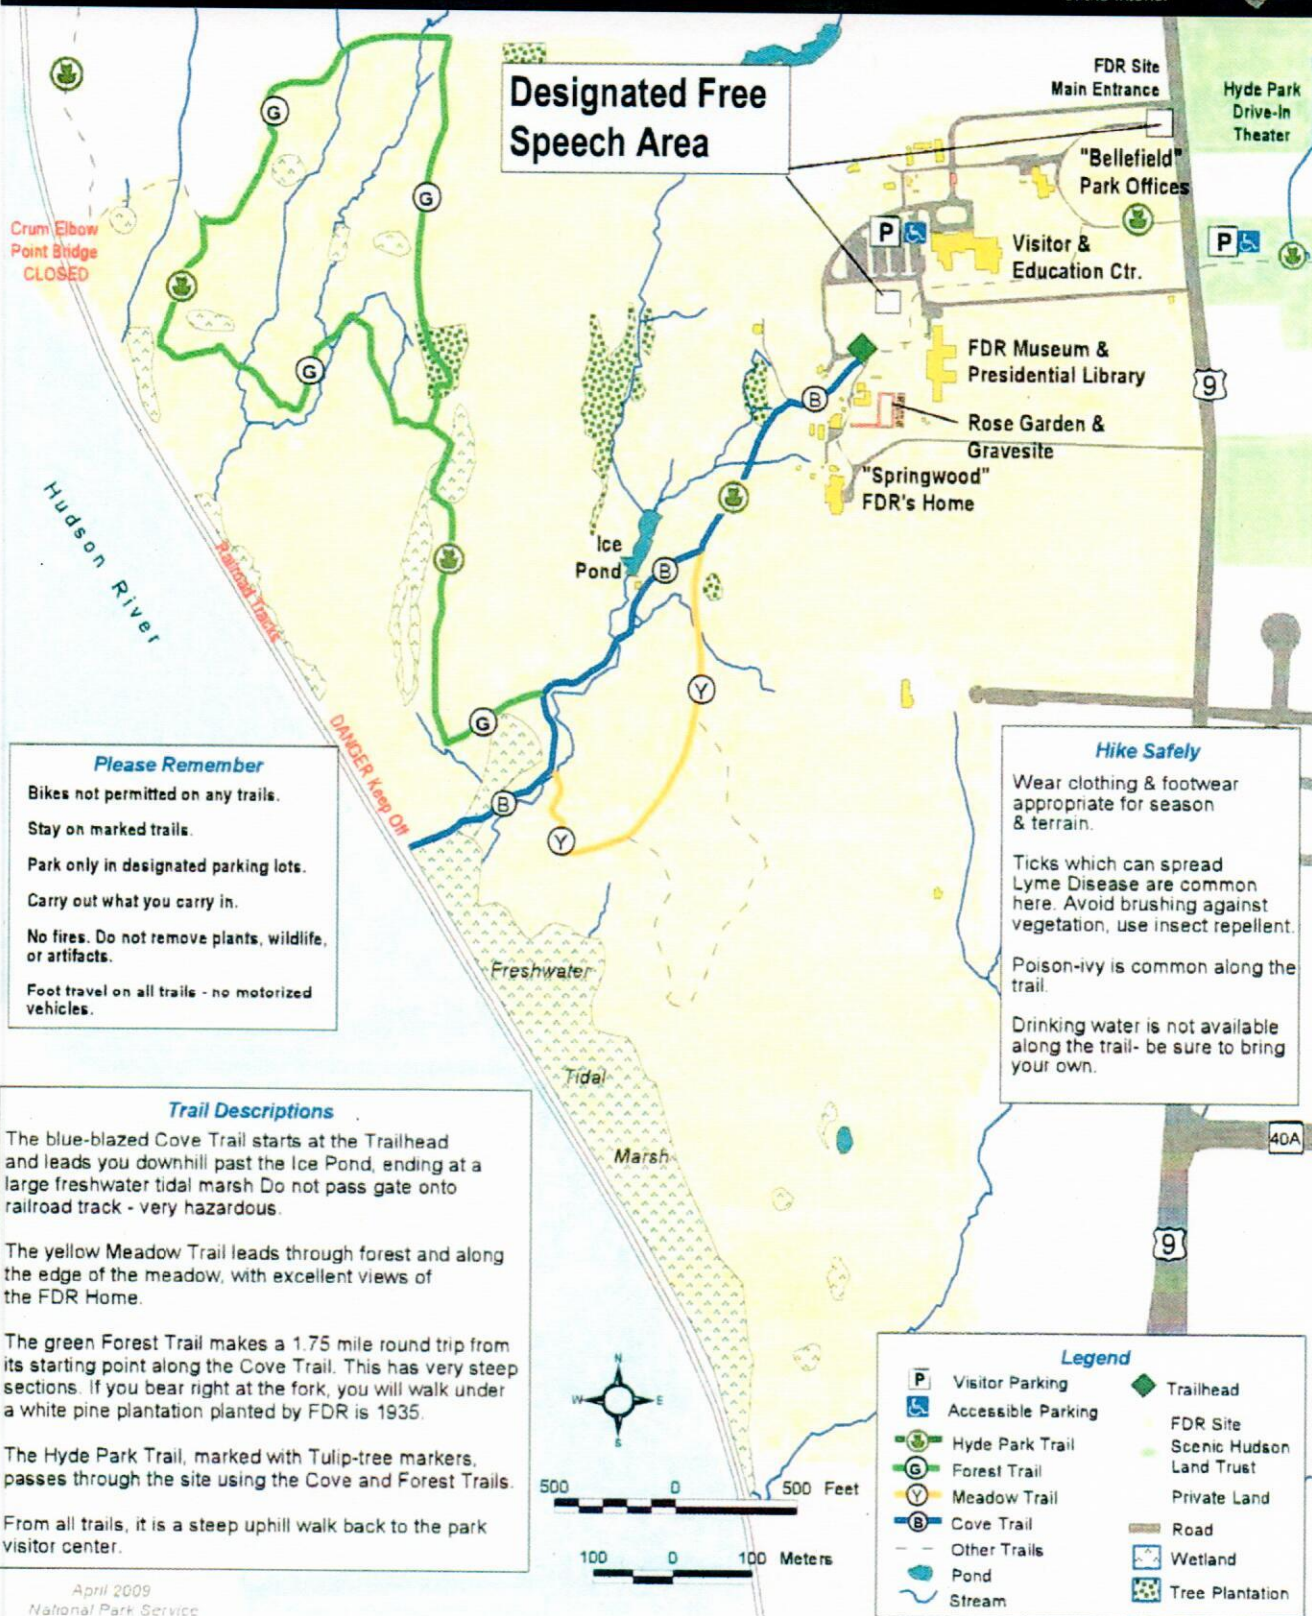 FDR Site
Main Entrance
Hyde Park
Drive-In
Theater
Designated Free
Speech Area
"Bellefield"
Park Offices
G
G
Crum Elbow
Point Bridge
CLOSED
P
Visitor &
Education Ctr.
P
G
FDR Museum &
Presidential Library
9
B
Rose Garden &
Gravesite
"Springwood"
FDR's Home
Hudson River
Ice
Pond
B
Railroad Tracks
Y
G
DANGER Keep Off
B
Y
Please Remember
Bikes not permitted on any trails.
Stay on marked trails.
Park only in designated parking lots.
Carry out what you carry in.
No fires. Do not remove plants, wildlife,
or artifacts.
Foot travel on all trails - no motorized
vehicles.
Hike Safely
Wear clothing & footwear
appropriate for season
& terrain.
Ticks which can spread
Lyme Disease are common
here. Avoid brushing against
vegetation, use insect repellent.
Poison-ivy is common along the
trail.
Drinking water is not available
along the trail- be sure to bring
your own.
Freshwater
Tidal
Marsh
40A
9
Trail Descriptions
The blue-blazed Cove Trail starts at the Trailhead
and leads you downhill past the Ice Pond, ending at a
large freshwater tidal marsh Do not pass gate onto
railroad track - very hazardous.
The yellow Meadow Trail leads through forest and along
the edge of the meadow, with excellent views of
the FDR Home.
The green Forest Trail makes a 1.75 mile round trip from
its starting point along the Cove Trail. This has very steep
sections. If you bear right at the fork, you will walk under
a white pine plantation planted by FDR is 1935.
The Hyde Park Trail, marked with Tulip-tree markers,
passes through the site using the Cove and Forest Trails.
From all trails, it is a steep uphill walk back to the park
visitor center.
N
W E
S
500 0 500 Feet
100 0 100 Meters
Legend
P Visitor Parking
Accessible Parking
Hyde Park Trail
G Forest Trail
Y Meadow Trail
B Cove Trail
Other Trails
Pond
Stream
Trailhead
FDR Site
Scenic Hudson
Land Trust
Private Land
Road
Wetland
Tree Plantation
April 2009
National Park Service